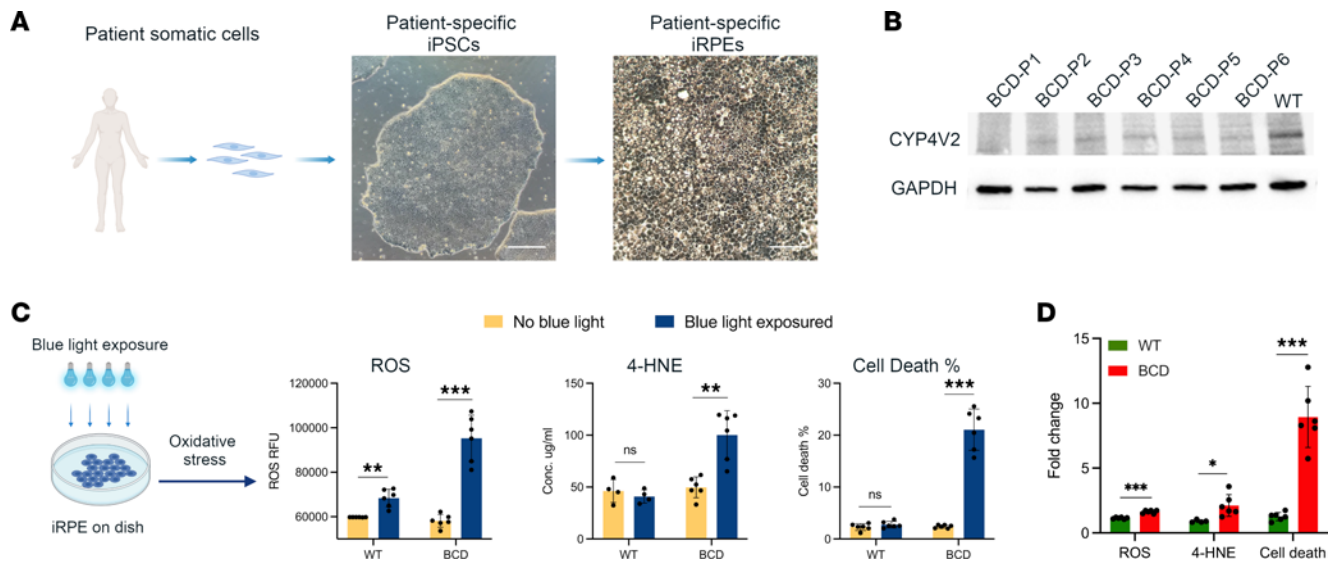 A
Patient somatic cells
Patient-specific
iPSCs
Patient-specific
iRPEs
B
BCD-P1
BCD-P2
BCD-P3
BCD-P4
BCD-P5
BCD-P6
WT
CYP4V2
GAPDH
C
No blue light
Blue light exposured
Blue light exposure
Oxidative
stress
iRPE on dish
ROS
ROS RFU
120000
100000
80000
60000
**
***
WT
BCD
4-HNE
Conc. ug/ml
150
100
50
0
ns
**
WT
BCD
Cell Death %
Cell death %
30
20
10
0
ns
***
WT
BCD
D
WT
BCD
Fold change
15
10
5
0
***
*
***
ROS
4-HNE
Cell death